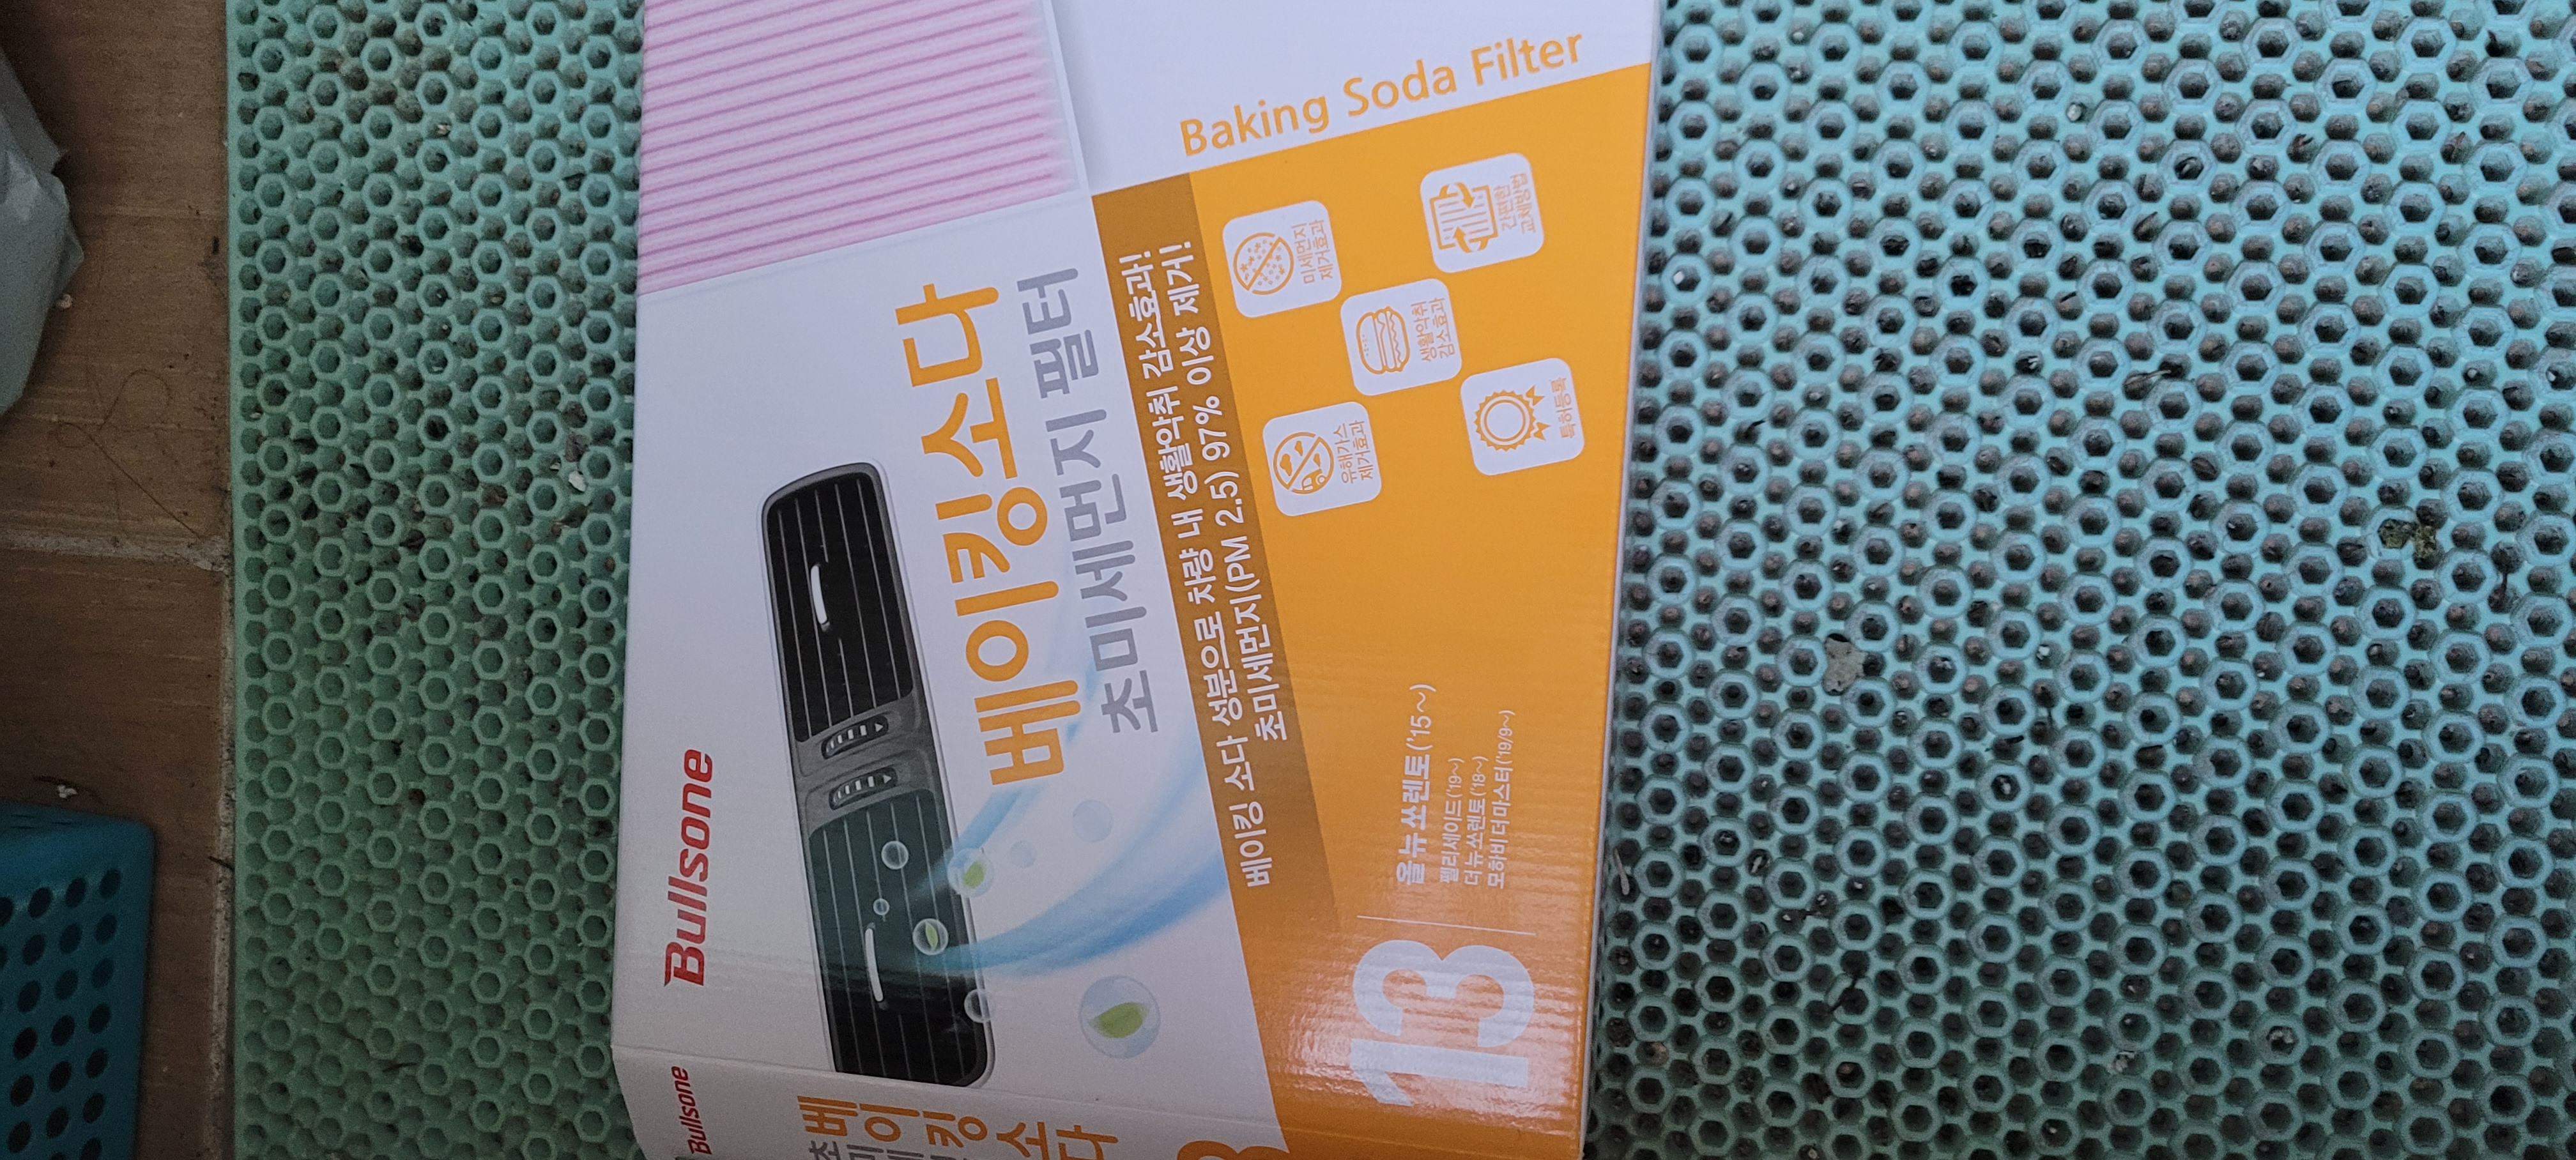 Bullsone
베이킹소다
초미세먼지 필터
Baking Soda Filter
베이킹 소다 성분으로 차량 내 생활악취 감소효과!
초미세먼지(PM 2.5) 97% 이상 제거!
미세먼지
제거효과
간편한
교체방법
생활악취
감소효과
유해가스
제거효과
특허등록
13
올 뉴 쏘렌토('15~)
펠리세이드('19~)
더 뉴 쏘렌토('18~)
모하비 더 마스터('19/9~)
Bullsone
베이킹소다